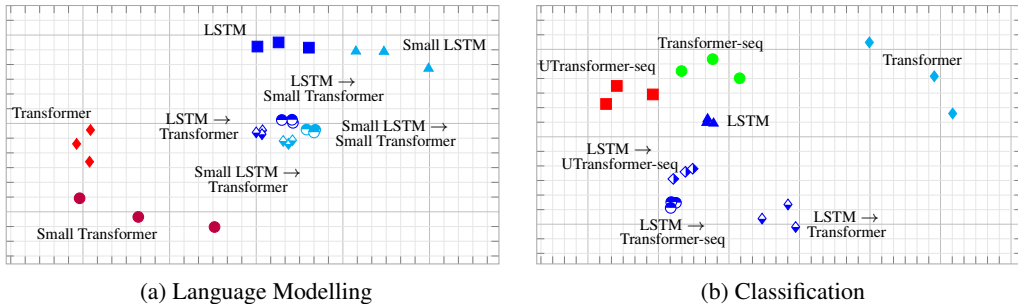 LSTM
Small LSTM
LSTM →
Small Transformer
Transformer
LSTM →
Transformer
Small LSTM →
Small Transformer
Small LSTM →
Transformer
Small Transformer
(a) Language Modelling
Transformer-seq
Transformer
UTransformer-seq
LSTM
LSTM →
UTransformer-seq
LSTM →
Transformer-seq
LSTM →
Transformer
(b) Classification